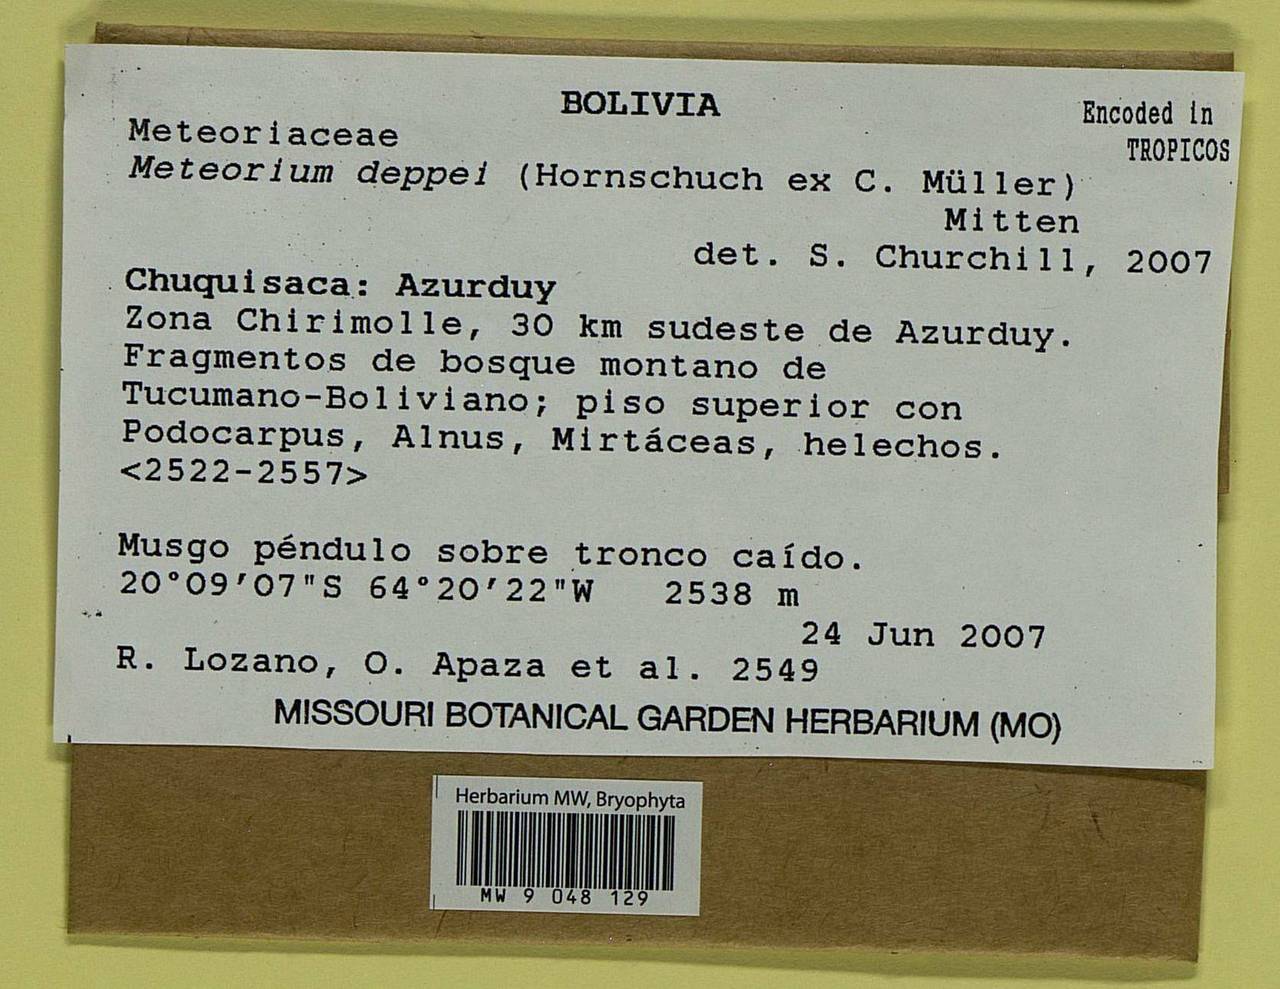 BOLIVIA
Encoded in
TROPICOS
Meteoriaceae
Meteorium deppei (Hornschuch ex C. Müller)
Mitten
det. S. Churchill, 2007
Chuquisaca: Azurduy
Zona Chirimolle, 30 km sudeste de Azurduy.
Fragmentos de bosque montano de
Tucumano-Boliviano; piso superior con
Podocarpus, Alnus, Mirtáceas, helechos.
<2522-2557>
Musgo péndulo sobre tronco caído.
20°09'07"S 64°20'22"W 2538 m
24 Jun 2007
R. Lozano, O. Apaza et al. 2549
MISSOURI BOTANICAL GARDEN HERBARIUM (MO)
Herbarium MW, Bryophyta
MW 9 048 129